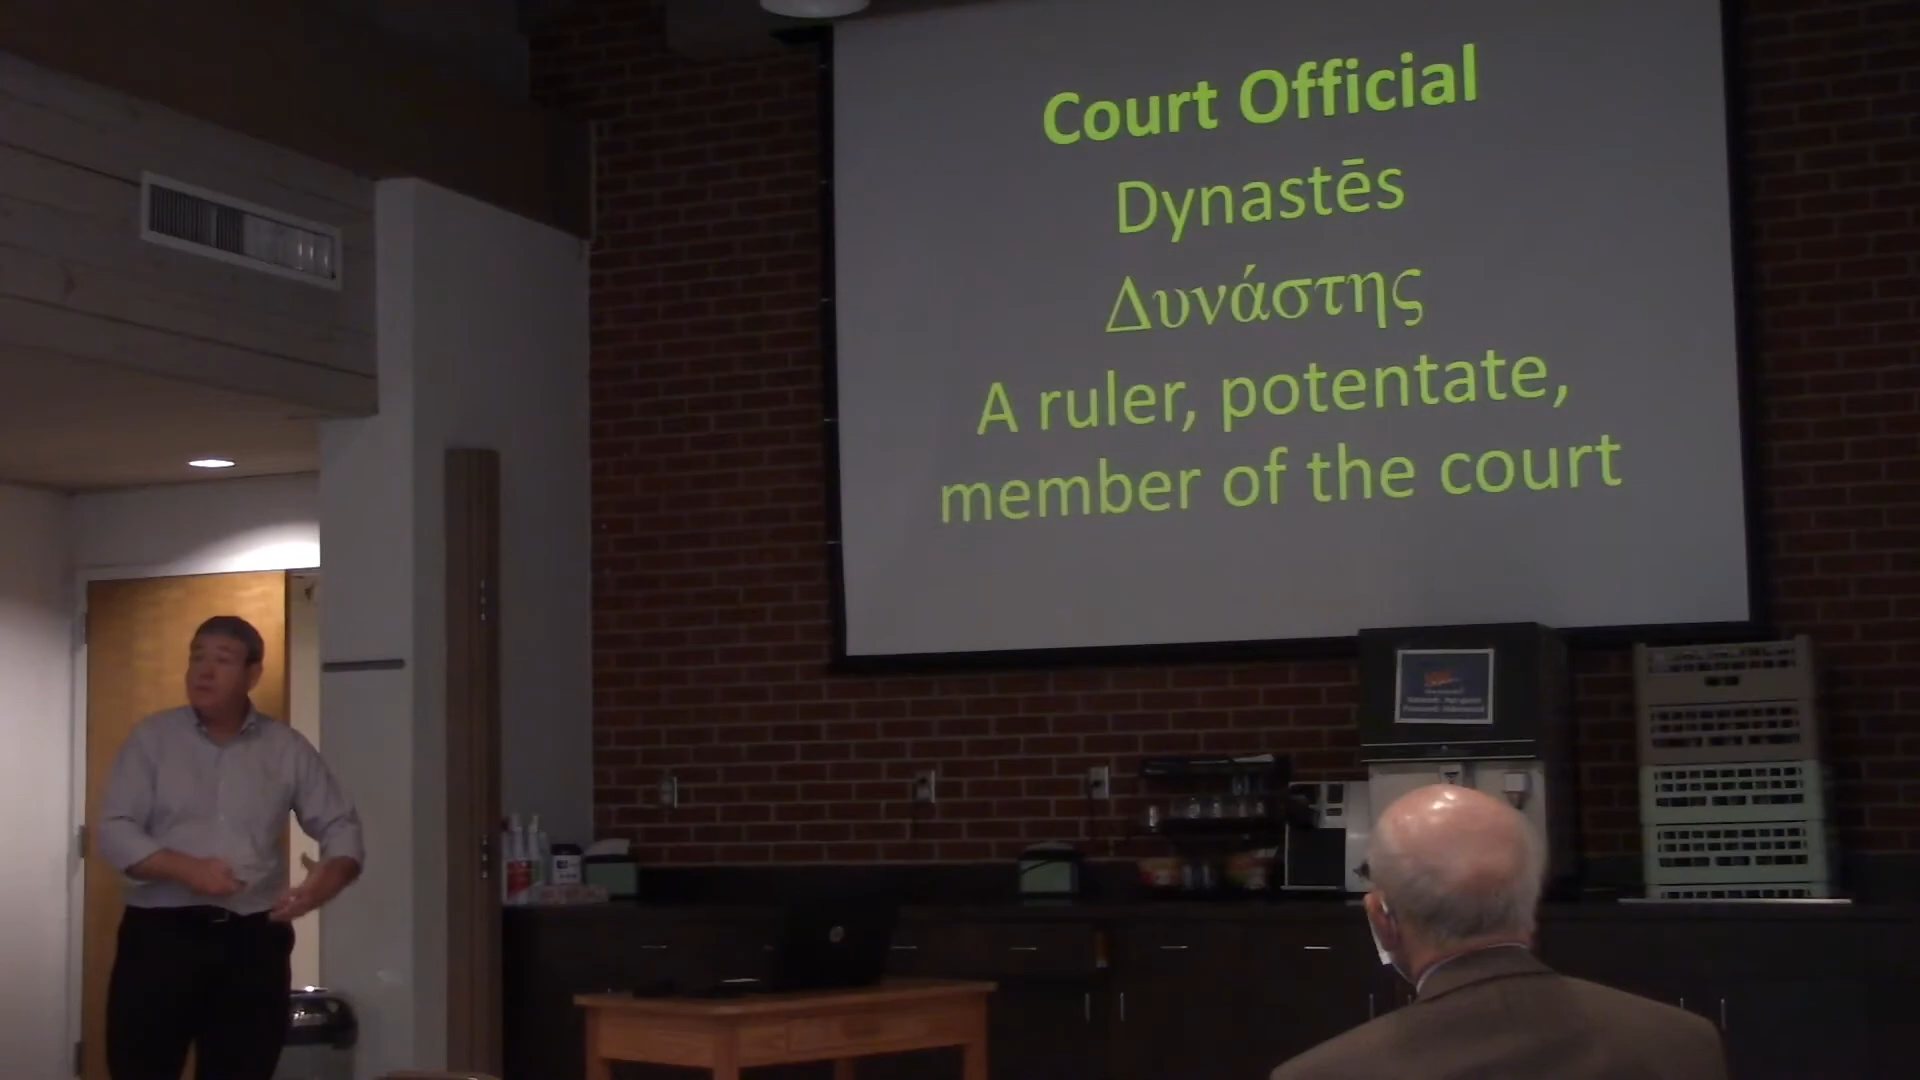 Court Official
Dynastēs
Δυνάστης
A ruler, potentate,
member of the court